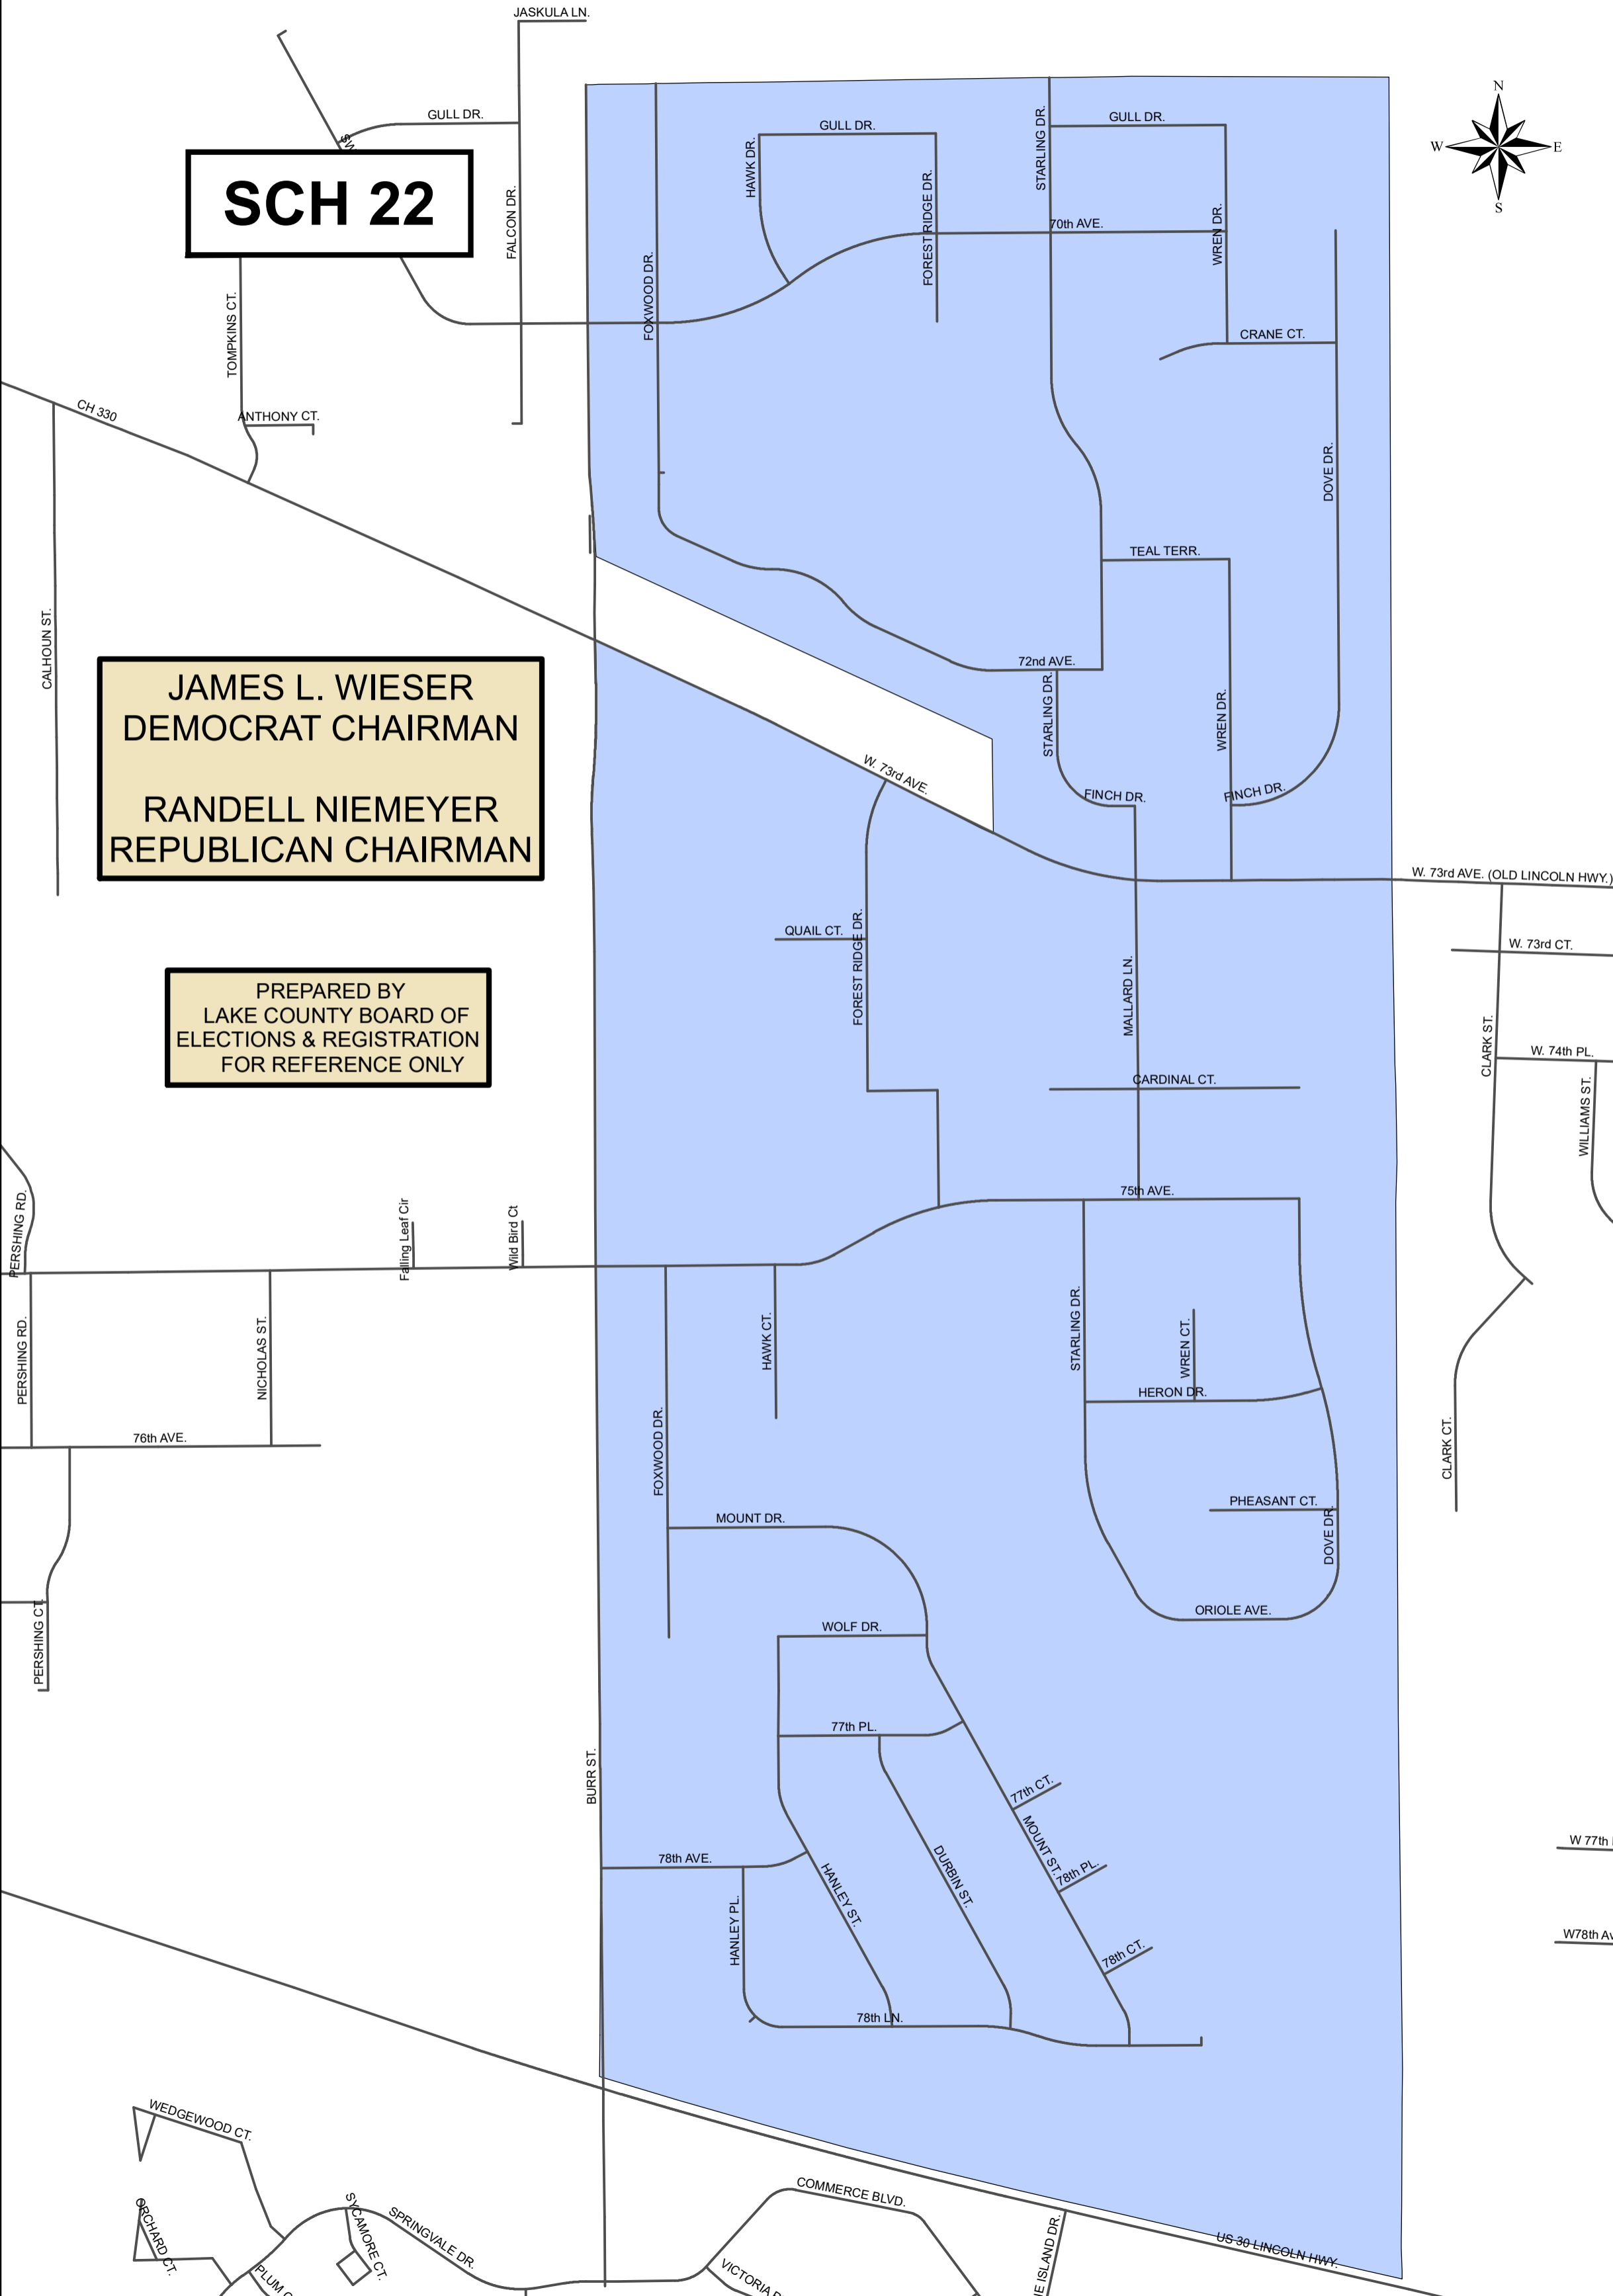 JASKULA LN.
GULL DR.
SCH 22
FALCON DR.
TOMPKINS CT.
ANTHONY CT.
CH 330
CALHOUN ST.
JAMES L. WIESER
DEMOCRAT CHAIRMAN
RANDELL NIEMEYER
REPUBLICAN CHAIRMAN
PREPARED BY
LAKE COUNTY BOARD OF
ELECTIONS & REGISTRATION
FOR REFERENCE ONLY
N
W
E
S
FOXWOOD DR.
HAWK DR.
GULL DR.
FOREST RIDGE DR.
STARLING DR.
GULL DR.
70th AVE.
WREN DR.
CRANE CT.
DOVE DR.
TEAL TERR.
72nd AVE.
STARLING DR.
WREN DR.
FINCH DR.
FINCH DR.
W. 73rd AVE.
W. 73rd AVE. (OLD LINCOLN HWY.)
W. 73rd CT.
QUAIL CT.
FOREST RIDGE DR.
MALLARD LN.
CARDINAL CT.
CLARK ST.
W. 74th PL.
WILLIAMS ST.
75th AVE.
PERSHING RD.
Falling Leaf Cir
Wild Bird Ct
PERSHING RD.
NICHOLAS ST.
76th AVE.
PERSHING CT.
FOXWOOD DR.
HAWK CT.
STARLING DR.
WREN CT.
HERON DR.
CLARK CT.
PHEASANT CT.
DOVE DR.
MOUNT DR.
ORIOLE AVE.
WOLF DR.
77th PL.
BURR ST.
77th CT.
MOUNT ST.
78th PL.
78th AVE.
HANLEY ST.
DURBIN ST.
HANLEY PL.
78th CT.
78th LN.
W 77th
W78th
WEDGEWOOD CT.
ORCHARD CT.
SYCAMORE CT.
SPRINGVALE DR.
PLUM
COMMERCE BLVD.
VICTORIA
ISLAND DR.
US 30 LINCOLN HWY.